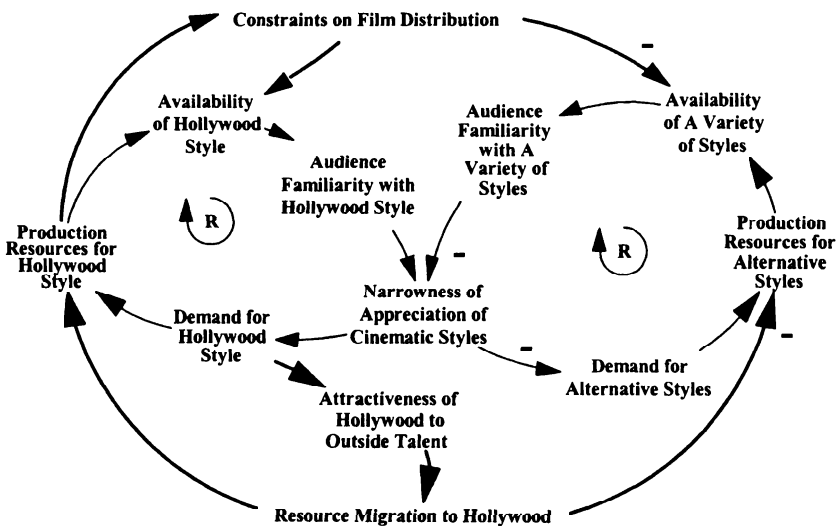 Constraints on Film Distribution
-
Availability
of Hollywood
Style
Audience
Familiarity
with A
Variety of
Styles
Availability
of A Variety
of Styles
Audience
Familiarity with
Hollywood Style
R
R
Production
Resources for
Hollywood
Style
Production
Resources for
Alternative
Styles
-
Narrowness of
Appreciation of
Cinematic Styles
Demand for
Hollywood
Style
-
-
Demand for
Alternative Styles
Attractiveness of
Hollywood to
Outside Talent
Resource Migration to Hollywood